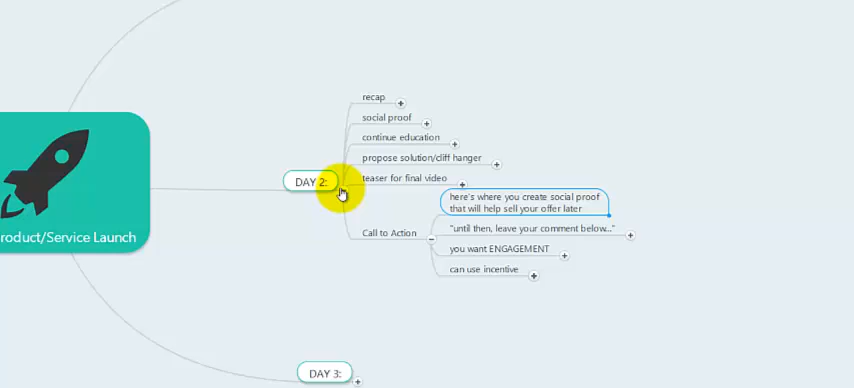 recap
social proof
continue education
propose solution/cliff hanger
DAY 2:
teaser for final video
here's where you create social proof
that will help sell your offer later
Call to Action
"until then, leave your comment below..."
roduct/Service Launch
you want ENGAGEMENT
can use incentive
DAY 3: